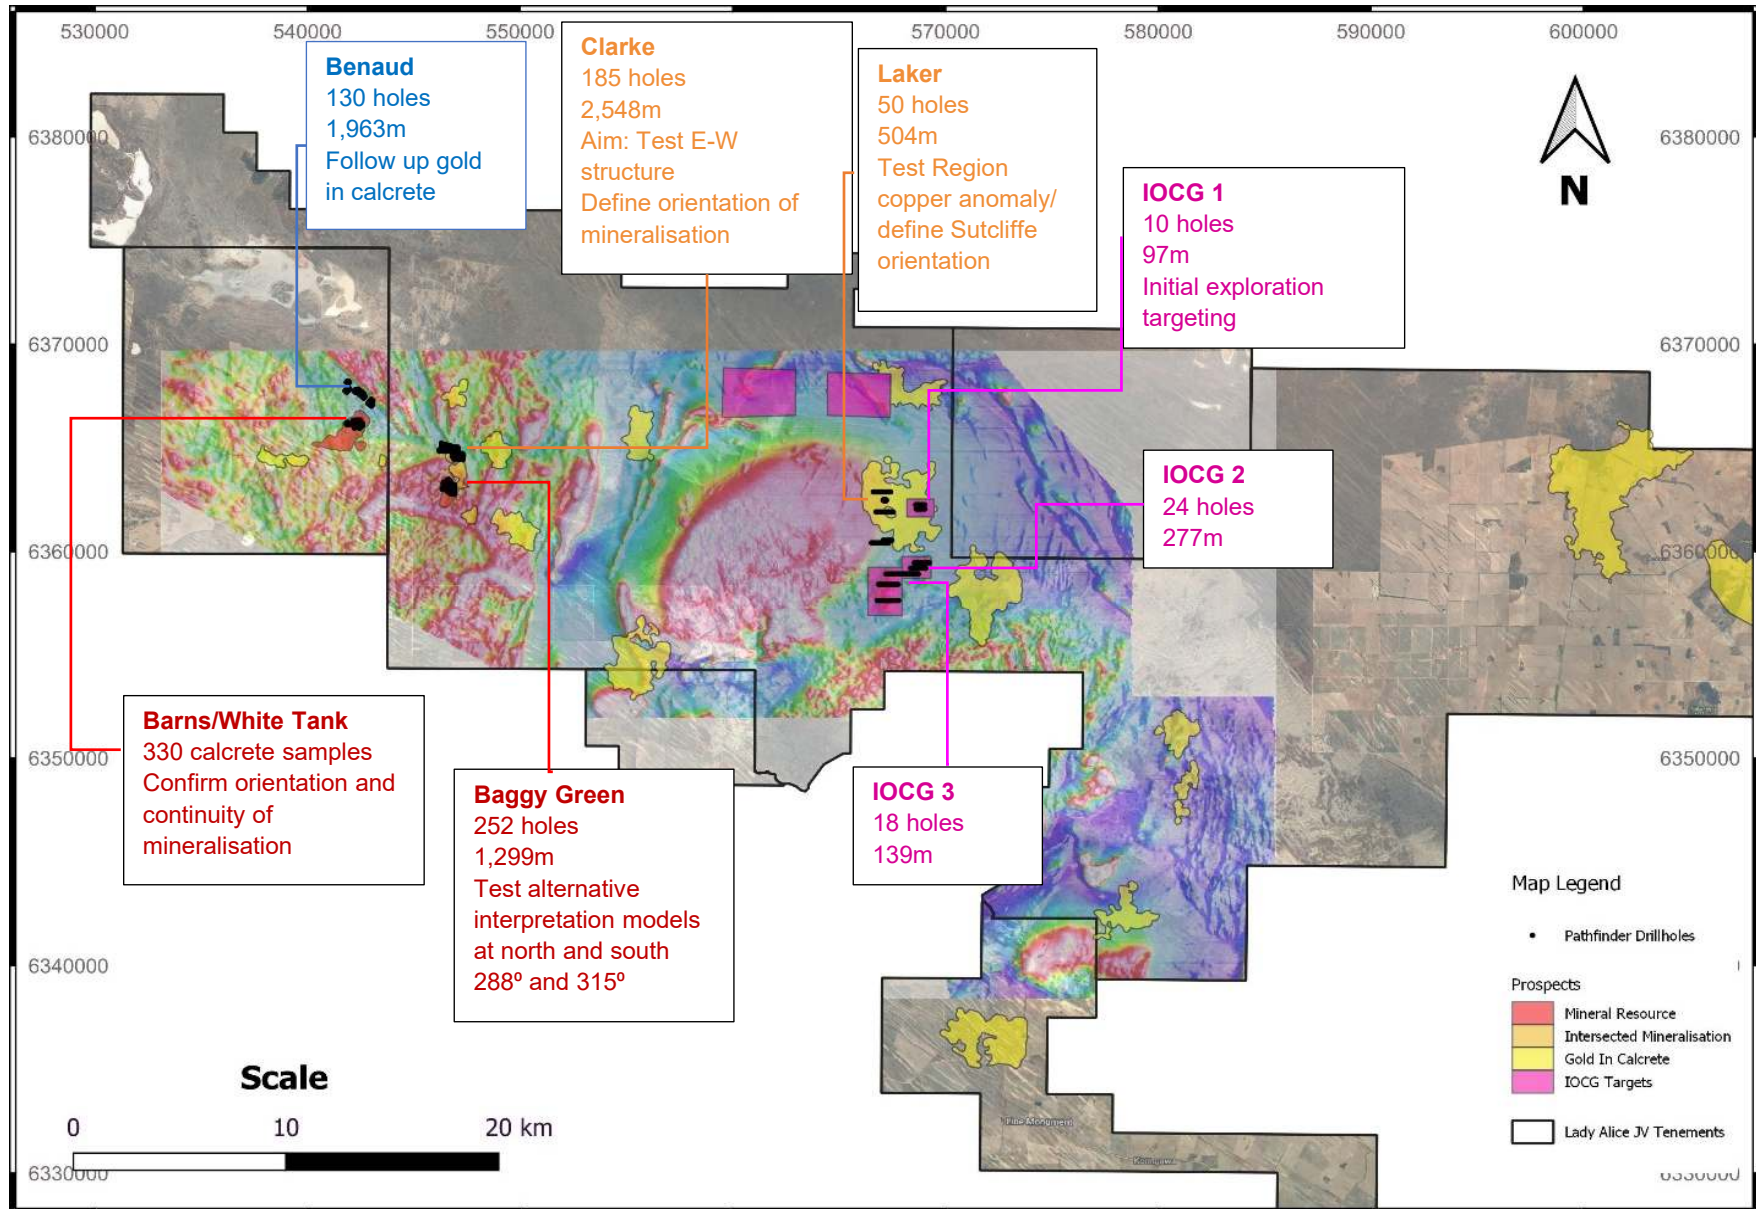 530000
540000
550000
570000
580000
590000
600000
Benaud
130 holes
1,963m
Follow up gold
in calcrete
Clarke
185 holes
2,548m
Aim: Test E-W
structure
Define orientation of
mineralisation
Laker
50 holes
504m
Test Region
copper anomaly/
define Sutcliffe
orientation
IOCG 1
10 holes
97m
Initial exploration
targeting
N
6380000
6380000
6370000
6370000
IOCG 2
24 holes
277m
6360000
6360000
Barns/White Tank
330 calcrete samples
Confirm orientation and
continuity of
mineralisation
6350000
6350000
Baggy Green
252 holes
1,299m
Test alternative
interpretation models
at north and south
288º and 315º
IOCG 3
18 holes
139m
6340000
Map Legend
Pathfinder Drillholes
Prospects
Mineral Resource
Intersected Mineralisation
Gold In Calcrete
IOCG Targets
Lady Alice JV Tenements
Scale
0
10
20 km
6330000